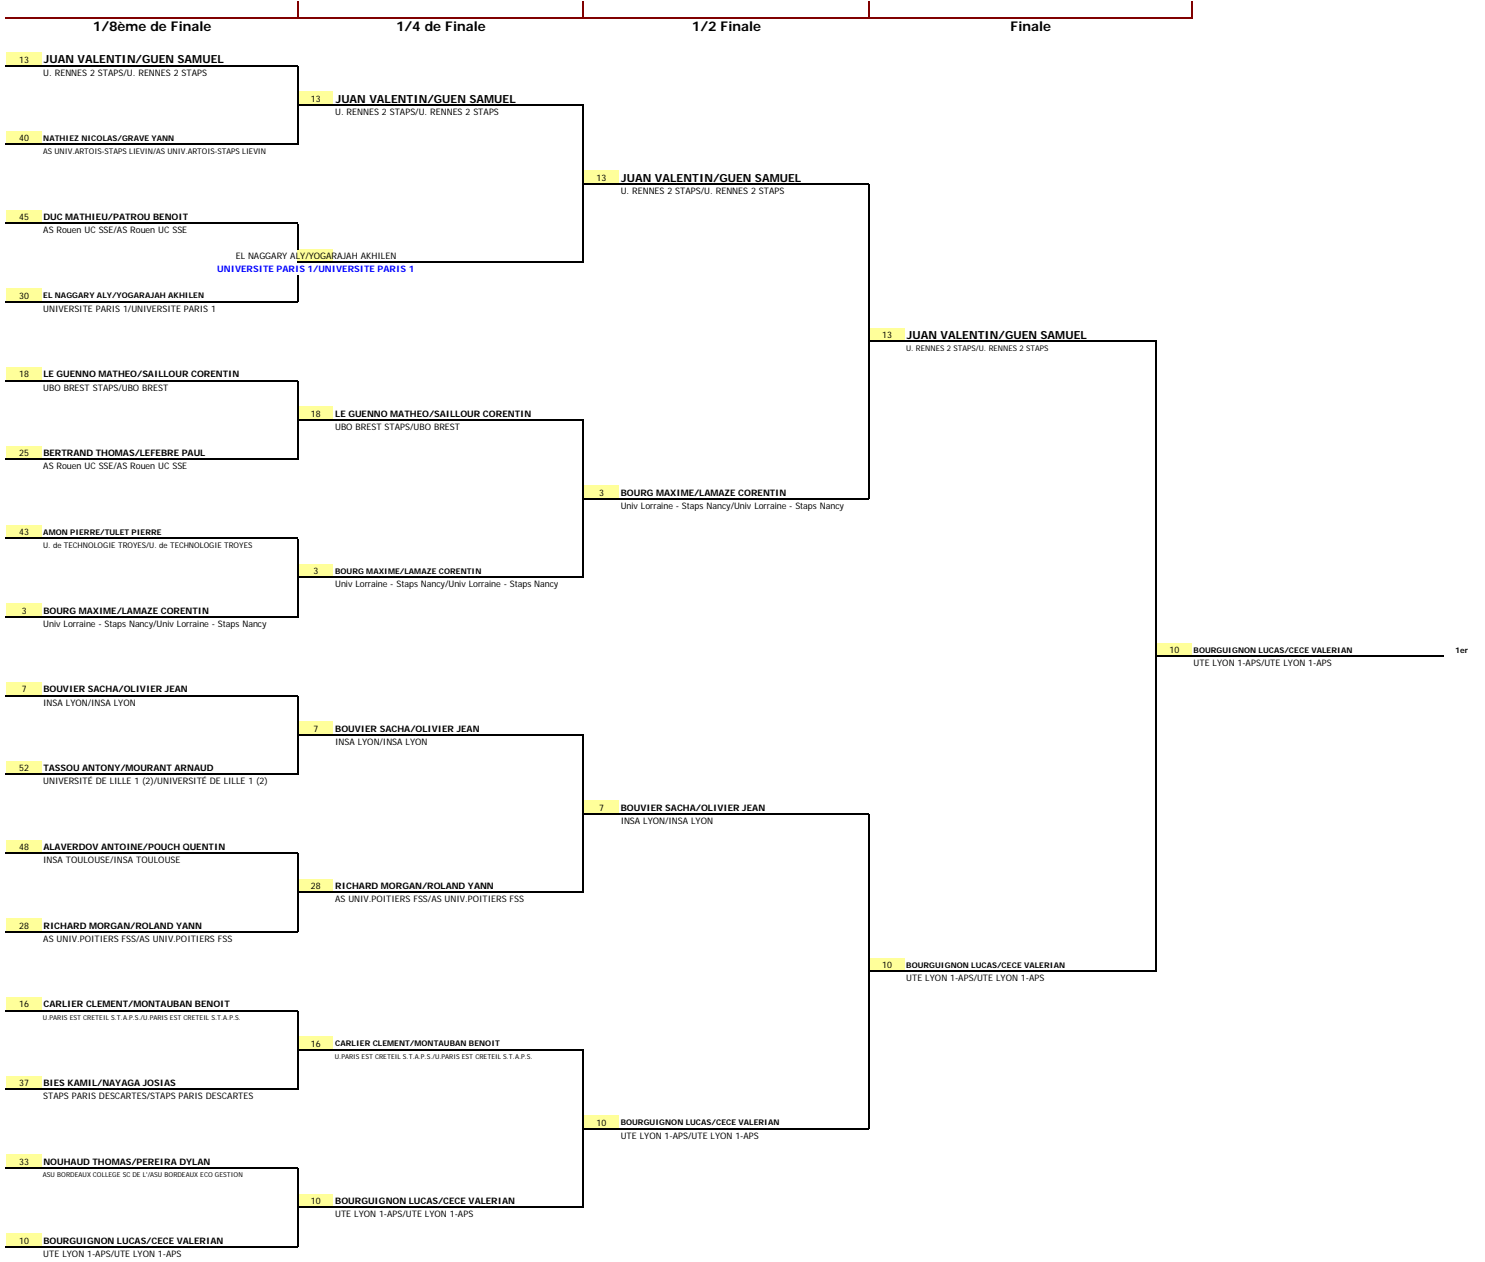 1/8ème de Finale
1/4 de Finale
1/2 Finale
Finale
13 JUAN VALENTIN/GUEN SAMUEL
U. RENNES 2 STAPS/U. RENNES 2 STAPS
13 JUAN VALENTIN/GUEN SAMUEL
U. RENNES 2 STAPS/U. RENNES 2 STAPS
40 NATHIEZ NICOLAS/GRAVE YANN
AS UNIV.ARTOIS-STAPS LIEVIN/AS UNIV.ARTOIS-STAPS LIEVIN
13 JUAN VALENTIN/GUEN SAMUEL
U. RENNES 2 STAPS/U. RENNES 2 STAPS
45 DUC MATHIEU/PATROU BENOIT
AS Rouen UC SSE/AS Rouen UC SSE
EL NAGGARY ALY/YOGARAJAH AKHILEN
UNIVERSITE PARIS 1/UNIVERSITE PARIS 1
30 EL NAGGARY ALY/YOGARAJAH AKHILEN
UNIVERSITE PARIS 1/UNIVERSITE PARIS 1
13 JUAN VALENTIN/GUEN SAMUEL
U. RENNES 2 STAPS/U. RENNES 2 STAPS
18 LE GUENNO MATHEO/SAILLOUR CORENTIN
UBO BREST STAPS/UBO BREST
18 LE GUENNO MATHEO/SAILLOUR CORENTIN
UBO BREST STAPS/UBO BREST
25 BERTRAND THOMAS/LEFEBRE PAUL
AS Rouen UC SSE/AS Rouen UC SSE
3 BOURG MAXIME/LAMAZE CORENTIN
Univ Lorraine - Staps Nancy/Univ Lorraine - Staps Nancy
43 AMON PIERRE/TULET PIERRE
U. de TECHNOLOGIE TROYES/U. de TECHNOLOGIE TROYES
3 BOURG MAXIME/LAMAZE CORENTIN
Univ Lorraine - Staps Nancy/Univ Lorraine - Staps Nancy
3 BOURG MAXIME/LAMAZE CORENTIN
Univ Lorraine - Staps Nancy/Univ Lorraine - Staps Nancy
10 BOURGUIGNON LUCAS/CECE VALERIAN 1er
UTE LYON 1-APS/UTE LYON 1-APS
7 BOUVIER SACHA/OLIVIER JEAN
INSA LYON/INSA LYON
7 BOUVIER SACHA/OLIVIER JEAN
INSA LYON/INSA LYON
52 TASSOU ANTONY/MOURANT ARNAUD
UNIVERSITÉ DE LILLE 1 (2)/UNIVERSITÉ DE LILLE 1 (2)
7 BOUVIER SACHA/OLIVIER JEAN
INSA LYON/INSA LYON
48 ALAVERDOV ANTOINE/POUCH QUENTIN
INSA TOULOUSE/INSA TOULOUSE
28 RICHARD MORGAN/ROLAND YANN
AS UNIV.POITIERS FSS/AS UNIV.POITIERS FSS
28 RICHARD MORGAN/ROLAND YANN
AS UNIV.POITIERS FSS/AS UNIV.POITIERS FSS
10 BOURGUIGNON LUCAS/CECE VALERIAN
UTE LYON 1-APS/UTE LYON 1-APS
16 CARLIER CLEMENT/MONTAUBAN BENOIT
U.PARIS EST CRETEIL S.T.A.P.S./U.PARIS EST CRETEIL S.T.A.P.S.
16 CARLIER CLEMENT/MONTAUBAN BENOIT
U.PARIS EST CRETEIL S.T.A.P.S./U.PARIS EST CRETEIL S.T.A.P.S.
37 BIES KAMIL/NAYAGA JOSIAS
STAPS PARIS DESCARTES/STAPS PARIS DESCARTES
10 BOURGUIGNON LUCAS/CECE VALERIAN
UTE LYON 1-APS/UTE LYON 1-APS
33 NOUHAUD THOMAS/PEREIRA DYLAN
ASU BORDEAUX COLLEGE SC DE L'/ASU BORDEAUX ECO GESTION
10 BOURGUIGNON LUCAS/CECE VALERIAN
UTE LYON 1-APS/UTE LYON 1-APS
10 BOURGUIGNON LUCAS/CECE VALERIAN
UTE LYON 1-APS/UTE LYON 1-APS